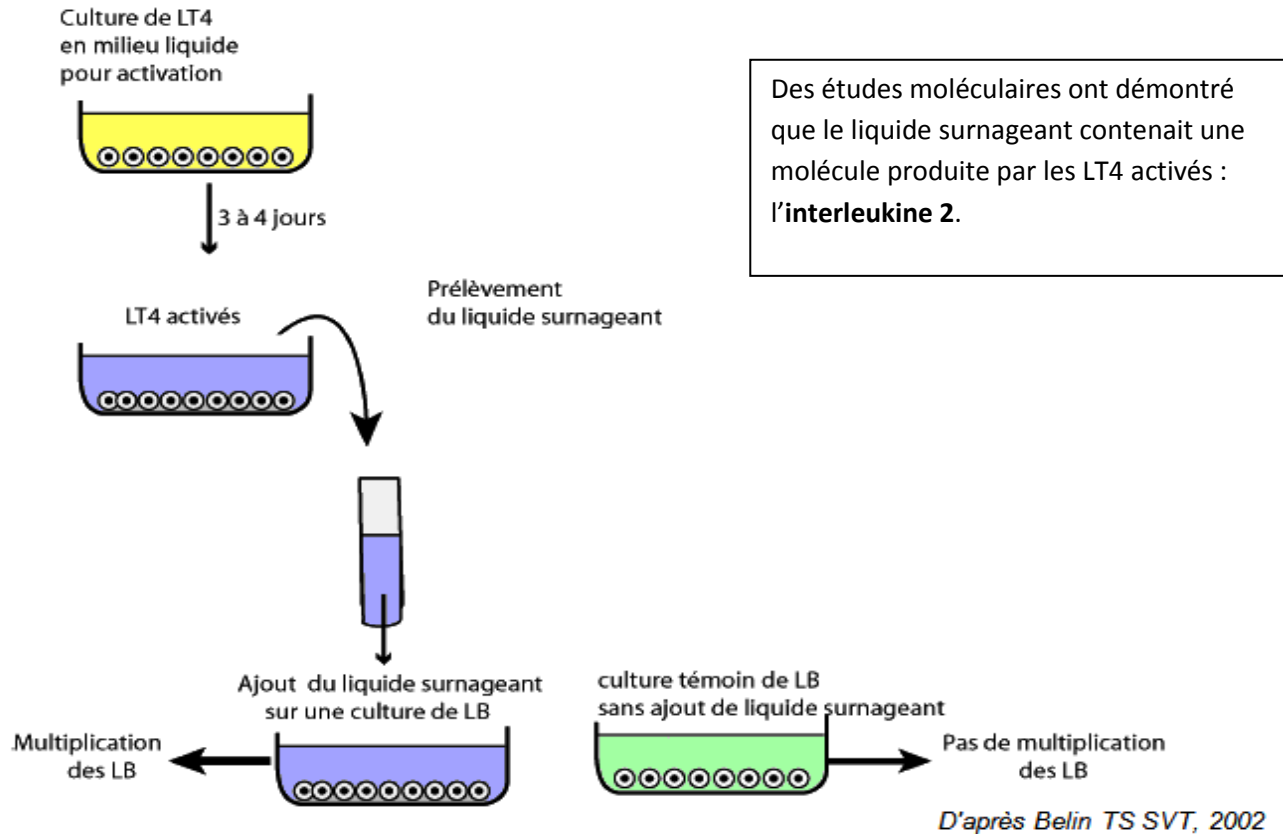 Culture de LT4
en milieu liquide
pour activation
Des études moléculaires ont démontré
que le liquide surnageant contenait une
molécule produite par les LT4 activés :
l’interleukine 2.
3 à 4 jours
LT4 activés
Prélèvement
du liquide surnageant
Ajout du liquide surnageant
sur une culture de LB
culture témoin de LB
sans ajout de liquide surnageant
Multiplication
des LB
Pas de multiplication
des LB
D'après Belin TS SVT, 2002